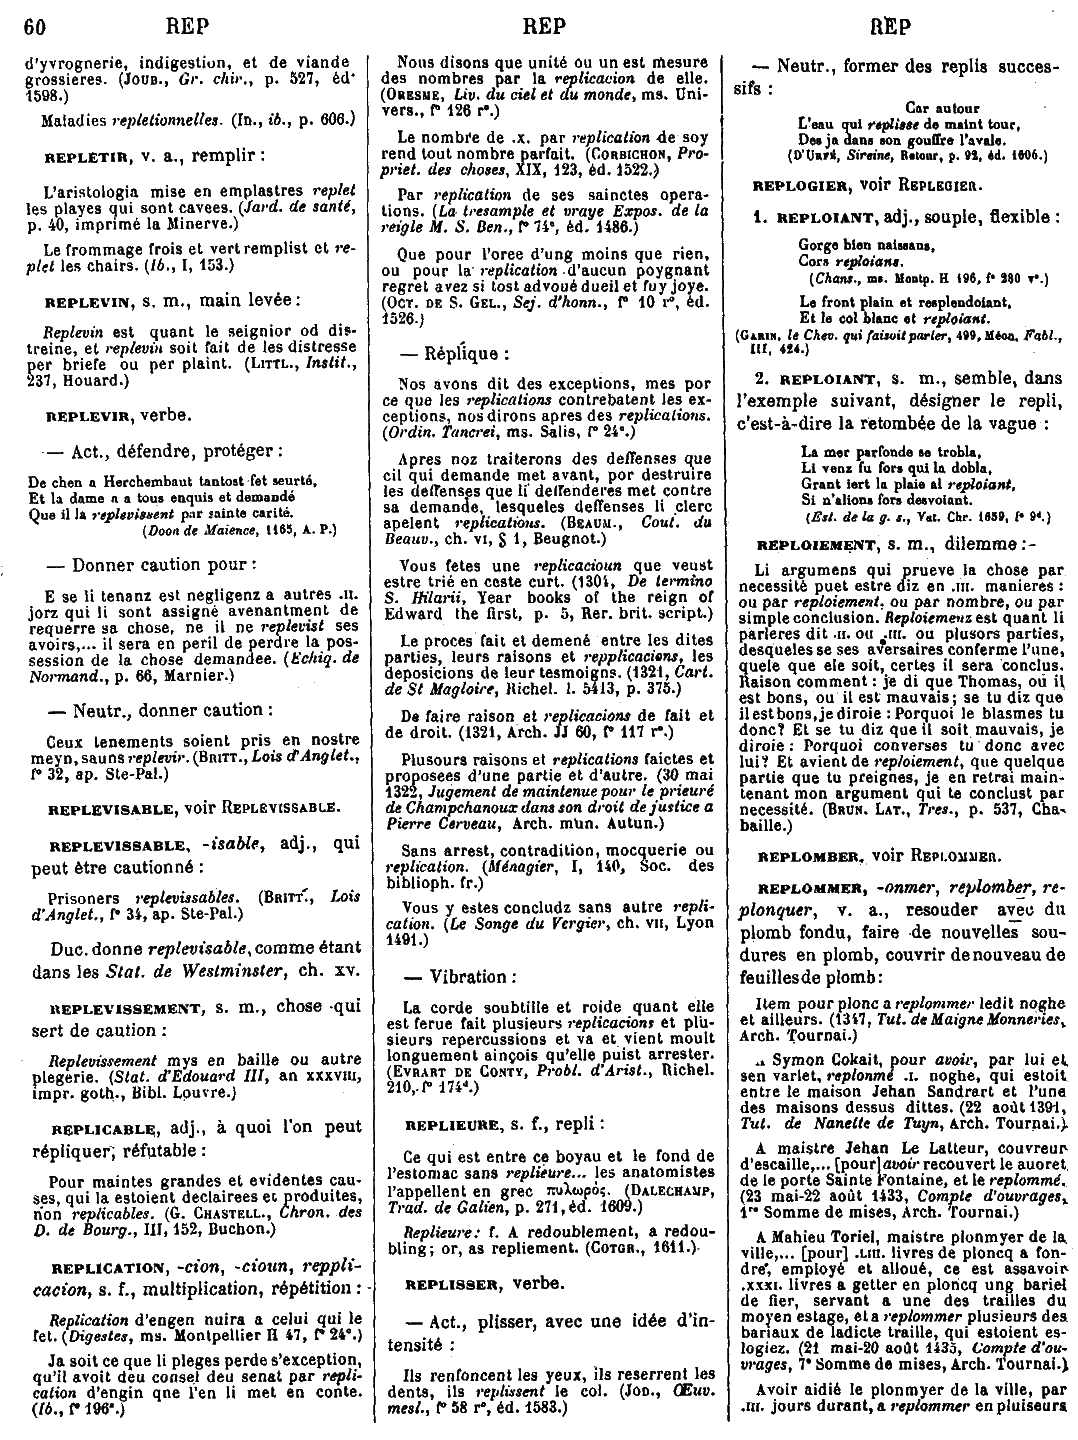 60 REP REP REP
d'yvrognerie, indigestion, et de viande
grossieres. (JOUB., Gr. chir., p. 527, éd.
1598.)
Maladies repletionnelles. (ID., ib., p. 606.)
REPLETIR, v. a., remplir :
L'aristologia mise en emplastres replet
les playes qui sont cavees. (Jard. de santé,
p. 40, imprimé la Minerve.)
Le frommage frois et vert remplist et re-
plet les chairs. (Ib., I, 153.)
REPLEVIN, s. m., main levée :
Replevin est quant le seignior od dis-
treine, et replevin soit fait de les distresse
per briefe ou per plaint. (LITTL., Instit.,
237, Houard.)
REPLEVIR, verbe.
— Act., défendre, protéger :
De chen a Herchembaut tantost fet seurté,
Et la dame n a tous enquis et demandé
Que il la replevissent par sainte carité.
(Doon de Maience, 1165, A. P.)
— Donner caution pour :
E se li tenanz est negligenz a autres .II.
jorz qui li sont assigné avenantment de
requerre sa chose, ne il ne replevist ses
avoirs,... il sera en peril de perdre la pos-
session de la chose demandee. (Echiq. de
Normand., p. 66, Marnier.)
— Neutr., donner caution :
Ceux tenements soient pris en nostre
meyn, sauns replevir. (BRITT., Lois d'Anglet.,
f° 32, ap. Ste-Pal.)
REPLEVISABLE, voir REPLEVISSABLE.
REPLEVISSABLE, -isable, adj., qui
peut être cautionné :
Prisoners replevissables. (BRITT., Lois
d'Anglet., f° 34, ap. Ste-Pal.)
Duc. donne replevisable, comme étant
dans les Stat. de Westminster, ch. XV.
REPLEVISSEMENT, s. m., chose qui
sert de caution :
Replevissement mys en baille ou autre
plegerie. (Stat. d'Edouard III, an XXXVIII,
impr. goth., Bibl. Louvre.)
REPLICABLE, adj., à quoi l'on peut
répliquer, réfutable :
Pour maintes grandes et evidentes cau-
ses, qui la estoient declairees et produites,
non replicables. (G. CHASTELL., Chron. des
D. de Bourg., III, 152, Buchon.)
REPLICATION, -cion, -cioun, reppli-
cacion, s. f., multiplication, répétition :
Replication d'engen nuira a celui qui le
fet. (Digestes, ms. Montpellier H 47, f° 24ª.)
Ja soit ce que li pleges perde s'exception,
qu'il avoit deu consel deu senat par repli-
cation d'engin qne l'en li met en conte.
(Ib., f° 196ª.)
Nous disons que unité ou un est mesure
des nombres par la replicacion de elle.
(ORESME, Liv. du ciel et du monde, ms. Uni-
vers., f° 126 r°.)
Le nombre de .x. par replication de soy
rend tout nombre parfait. (CORBICHON, Pro-
priet. des choses, XIX, 123, éd. 1522.)
Par replication de ses sainctes opera-
tions. (La tresample et vraye Expos. de la
reigle M. S. Ben., f° 74ª, éd. 1486.)
Que pour l'oree d'ung moins que rien,
ou pour la replication d'aucun poygnant
regret avez si tost advoué dueil et fuy joye.
(OCT. DE S. GEL., Sej. d'honn., f° 10 r°, éd.
1526.)
— Réplique :
Nos avons dit des exceptions, mes por
ce que les replications contrebatent les ex-
ceptions, nos dirons apres des replications.
(Ordin. Tancrei, ms. Salis, f° 24ª.)
Apres noz traiterons des deffenses que
cil qui demande met avant, por destruire
les deffenses que li deffenderes met contre
sa demande, lesqueles deffenses li clerc
apelent replications. (BEAUM., Cout. du
Beauv., ch. VI, § 1, Beugnot.)
Vous fetes une replicacioun que veust
estre trié en ceste curt. (1304, De termino
S. Hilarii, Year books of the reign of
Edward the first, p. 5, Rer. brit. script.)
Le proces fait et demené entre les dites
parties, leurs raisons et repplicacions, les
deposicions de leur tesmoigns. (1321, Cart.
de St Magloire, Richel. l. 5413, p. 375.)
De faire raison et replicacions de fait et
de droit. (1321, Arch. JJ 60, f° 117 r°.)
Plusours raisons et replications faictes et
proposees d'une partie et d'autre. (30 mai
1322, Jugement de maintenue pour le prieuré
de Champchanoux dans son droit de justice a
Pierre Cerveau, Arch. mun. Autun.)
Sans arrest, contradition, mocquerie ou
replication. (Ménagier, I, 140, Soc. des
biblioph. fr.)
Vous y estes concludz sans autre repli-
cation. (Le Songe du Vergier, ch. VII, Lyon
1491.)
— Vibration :
La corde soubtille et roide quant elle
est ferue fait plusieurs replicacions et plu-
sieurs repercussions et va et vient moult
longuement ainçois qu'elle puist arrester.
(EVRART DE CONTY, Probl. d'Arist., Richel.
210, f° 174ᵈ.)
REPLIEURE, s. f., repli :
Ce qui est entre ce boyau et le fond de
l'estomac sans replieure... les anatomistes
l'appellent en grec πυλωρός. (DALECHAMP,
Trad. de Galien, p. 271, éd. 1609.)
Replieure: f. A redoublement, a redou-
bling; or, as repliement. (COTGR., 1611.)
REPLISSER, verbe.
— Act., plisser, avec une idée d'in-
tensité :
Ils renfoncent les yeux, ils reserrent les
dents, ils replissent le col. (JOD., Œuv.
mesl., f° 58 r°, éd. 1583.)
— Neutr., former des replis succes-
sifs :
Car autour
L'eau qui replisse de maint tour,
Des ja dans son gouffre l'avale.
(D'URFÉ, Sireine, Retour, p. 92, éd. 1606.)
REPLOGIER, voir REPLEGIER.
1. REPLOIANT, adj., souple, flexible :
Gorge bien naissans,
Cors reploians.
(Chans., ms. Montp. H 196, f° 280 v°.)
Le front plain et resplendoiant,
Et le col blanc et reploiant.
(GARIN, le Chev. qui faisoit parler, 499, Méon, Fabl.,
III, 424.)
2. REPLOIANT, s. m., semble, dans
l'exemple suivant, désigner le repli,
c'est-à-dire la retombée de la vague :
La mer parfonde se trobla,
Li venz fu fors qui la dobla,
Grant iert la plaie al reploiant,
Si n'alions fors desvoiant.
(Est. de la g. s., Vat. Chr. 1659, f° 9ᵈ.)
REPLOIEMENT, s. m., dilemme :
Li argumens qui prueve la chose par
necessité puet estre diz en .III. manieres :
ou par reploiement, ou par nombre, ou par
simple conclusion. Reploiemenz est quant li
parleres dit .II. ou .III. ou plusors parties,
desqueles se ses aversaires conferme l'une,
quele que ele soit, certes il sera conclus.
Raison comment : je di que Thomas, ou il
est bons, ou il est mauvais; se tu diz que
il est bons, je diroie : Porquoi le blasmes tu
donc? Et se tu diz que il soit mauvais, je
diroie : Porquoi converses tu donc avec
lui? Et avient de reploiement, que quelque
partie que tu preignes, je en retrai main-
tenant mon argument qui te conclust par
necessité. (BRUN. LAT., Tres., p. 537, Cha-
baille.)
REPLOMBER, voir REPLOMMER.
REPLOMMER, -onmer, replomber, re-
plonquer, v. a., resouder avec du
plomb fondu, faire de nouvelles sou-
dures en plomb, couvrir de nouveau de
feuilles de plomb :
Item pour plonc a replommer ledit noghe
et ailleurs. (1347, Tut. de Maigne Monneries,
Arch. Tournai.)
A Symon Cokait, pour avoir, par lui et
sen varlet, replonmé .I. noghe, qui estoit
entre le maison Jehan Sandrart et l'une
des maisons dessus dittes. (22 août 1391,
Tut. de Nanette de Tuyn, Arch. Tournai.)
A maistre Jehan Le Latteur, couvreur
d'escaille,... [pour] avoir recouvert le auoret
de le porte Sainte Fontaine, et le replommé.
(23 mai-22 août 1433, Compte d'ouvrages,
1ʳᵉ Somme de mises, Arch. Tournai.)
A Mahieu Toriel, maistre plonmyer de la
ville,... [pour] .LIII. livres de ploncq a fon-
dre, employé et alloué, ce est assavoir
.XXXI. livres a getter en ploncq ung bariel
de fier, servant a une des trailles du
moyen estage, et a replommer plusieurs des
bariaux de ladicte traille, qui estoient es-
logiez. (21 mai-20 août 1435, Compte d'ou-
vrages, 7ᵉ Somme de mises, Arch. Tournai.)
Avoir aidié le plonmyer de la ville, par
.III. jours durant, a replommer en pluiseurs